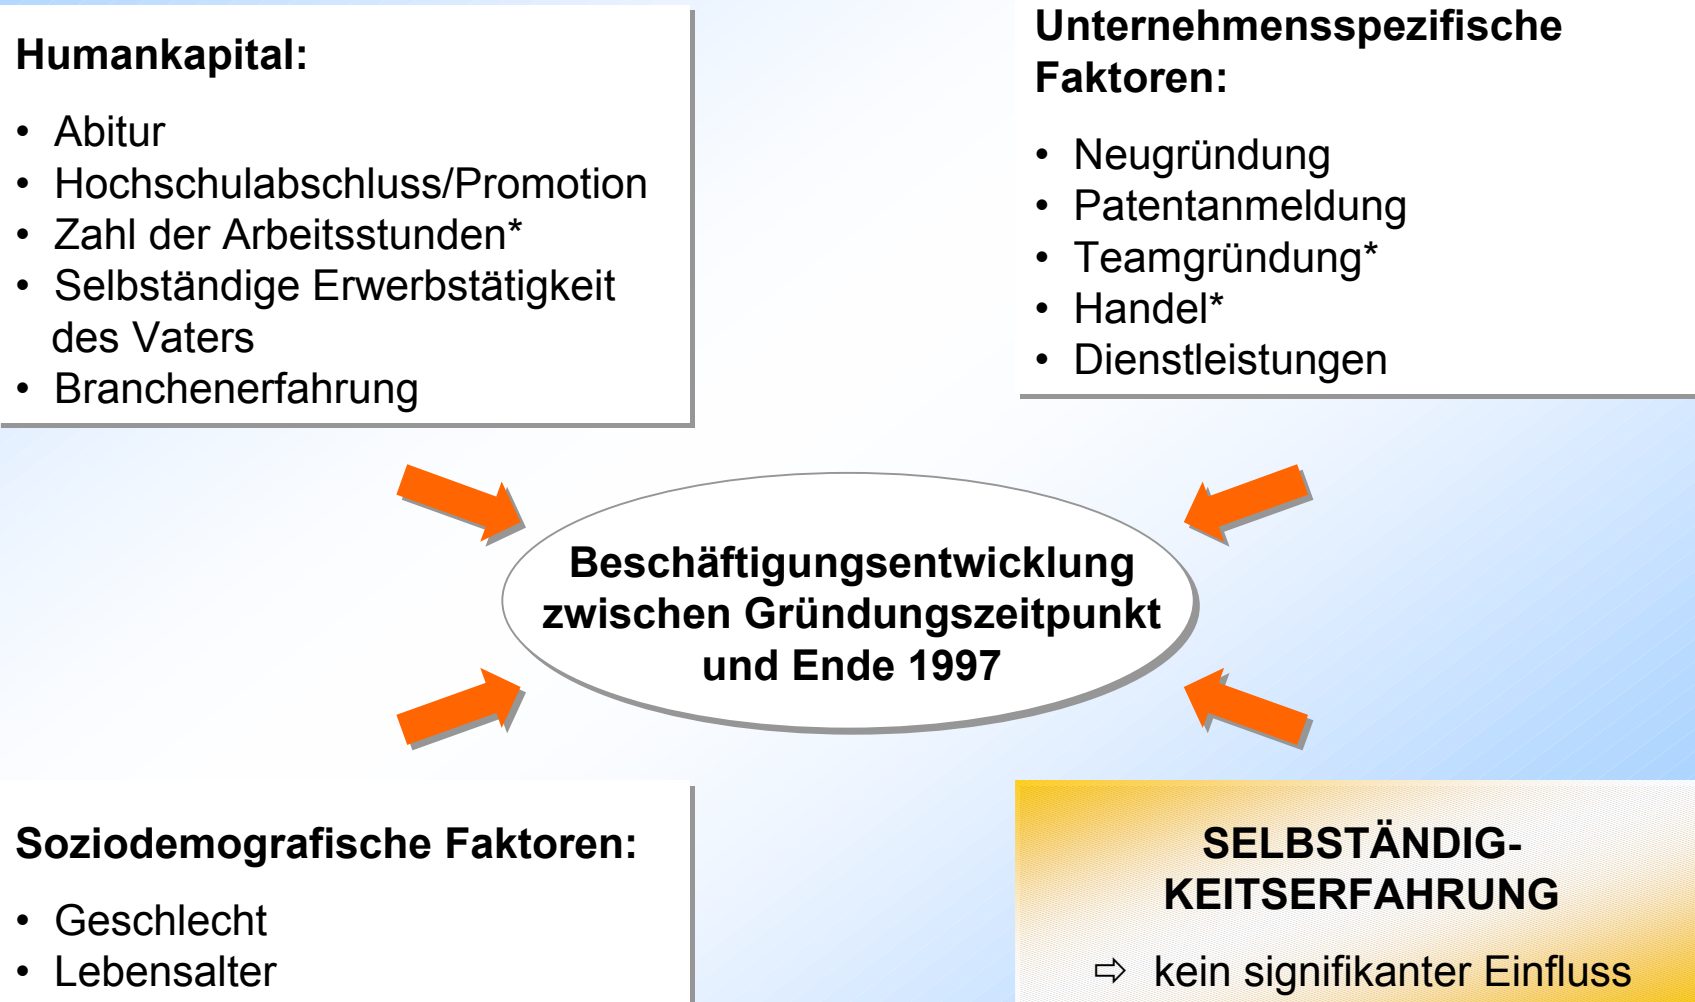 Humankapital:
• Abitur
• Hochschulabschluss/Promotion
• Zahl der Arbeitsstunden*
• Selbständige Erwerbstätigkeit
des Vaters
• Branchenerfahrung
Unternehmensspezifische
Faktoren:
• Neugründung
• Patentanmeldung
• Teamgründung*
• Handel*
• Dienstleistungen
Beschäftigungsentwicklung
zwischen Gründungszeitpunkt
und Ende 1997
Soziodemografische Faktoren:
• Geschlecht
• Lebensalter
SELBSTÄNDIG-
KEITSERFAHRUNG
⇨ kein signifikanter Einfluss